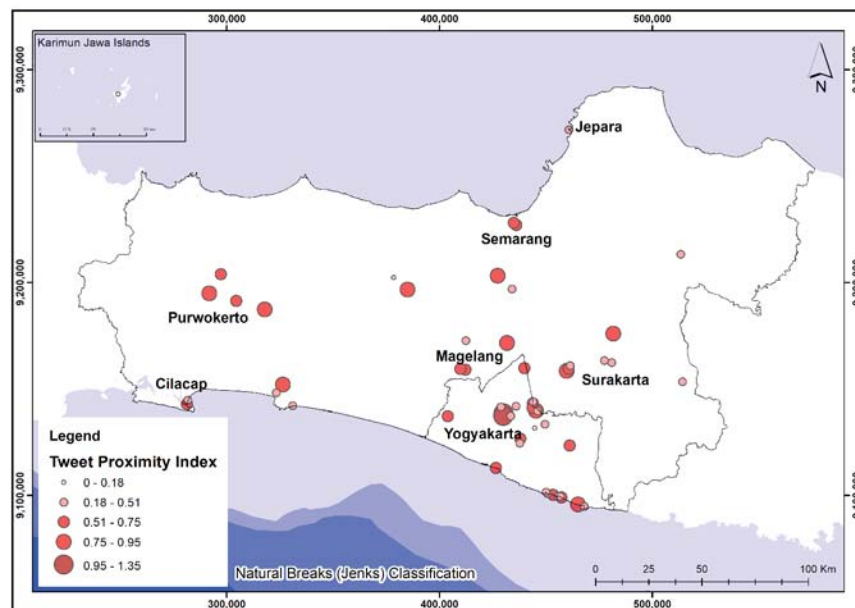 300,000 400,000 500,000
Karimun Jawa Islands
N
9,300,000
Jepara
Semarang
9,200,000
Purwokerto
Magelang
Cilacap
Surakarta
Yogyakarta
Legend
Tweet Proximity Index
0 - 0.18
0.18 - 0.51
0.51 - 0.75
0.75 - 0.95
0.95 - 1.35
9,100,000
Natural Breaks (Jenks) Classification
0 25 50 100 Km
300,000 400,000 500,000